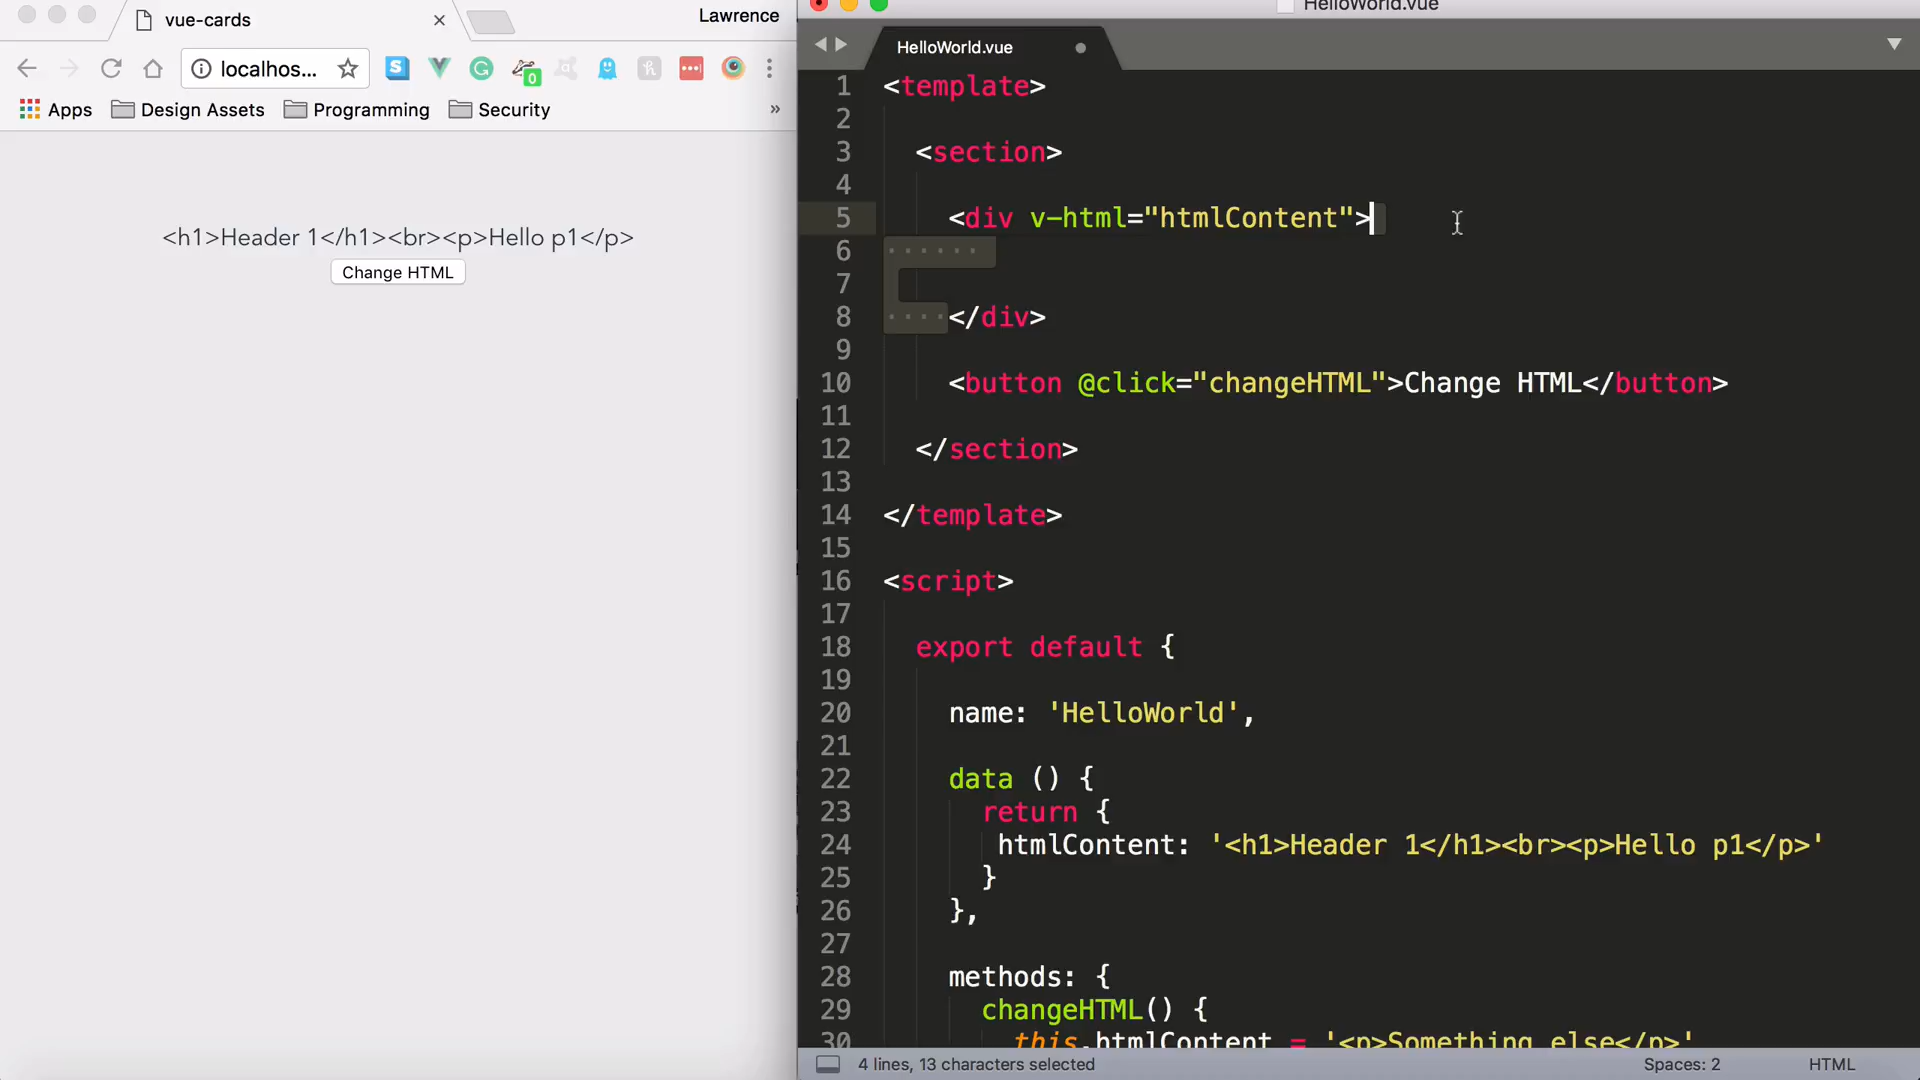 vue-cards
Lawrence
localhos...
0
Apps
Design Assets
Programming
Security
»
<h1>Header 1</h1><br><p>Hello p1</p>
Change HTML
HelloWorld.vue
HelloWorld.vue
1 <template>
2
3 <section>
4
5 <div v-html="htmlContent">
6
7
8 </div>
9
10 <button @click="changeHTML">Change HTML</button>
11
12 </section>
13
14 </template>
15
16 <script>
17
18 export default {
19
20 name: 'HelloWorld',
21
22 data () {
23 return {
24 htmlContent: '<h1>Header 1</h1><br><p>Hello p1</p>'
25 }
26 },
27
28 methods: {
29 changeHTML() {
30 this.htmlContent = '<p>Something else</p>'
4 lines, 13 characters selected
Spaces: 2
HTML